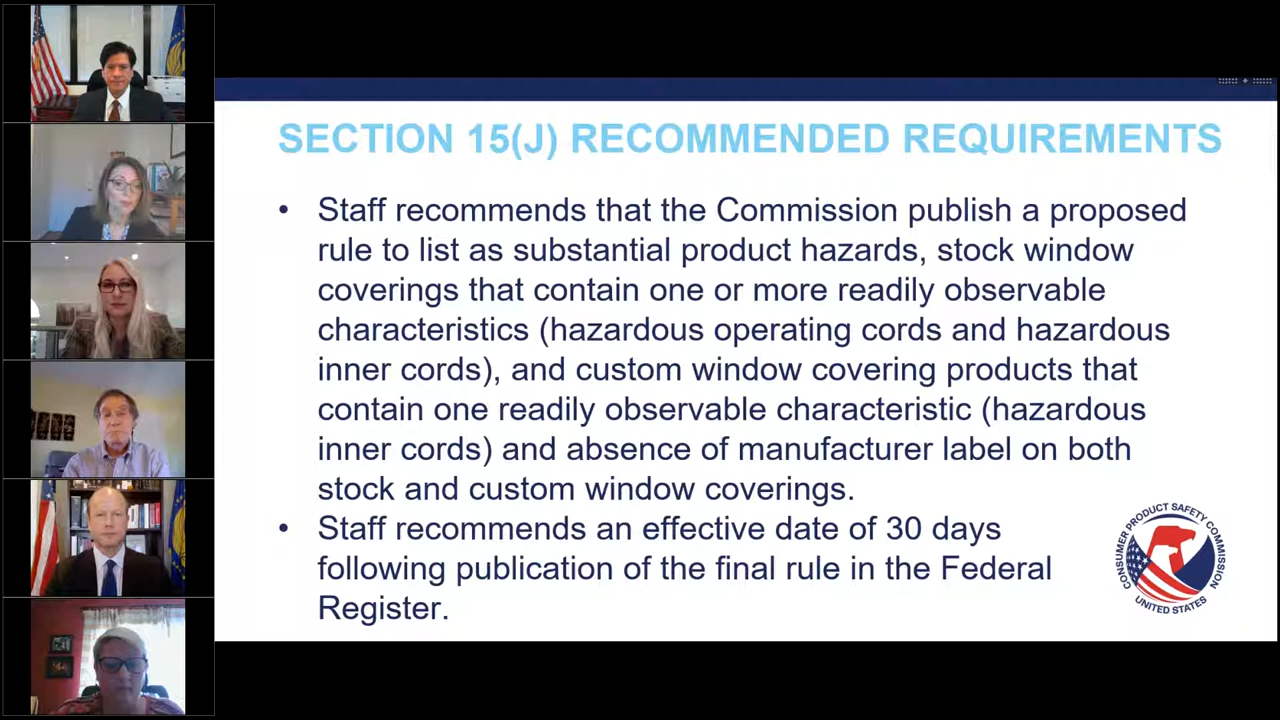 SECTION 15(J) RECOMMENDED REQUIREMENTS
• Staff recommends that the Commission publish a proposed
rule to list as substantial product hazards, stock window
coverings that contain one or more readily observable
characteristics (hazardous operating cords and hazardous
inner cords), and custom window covering products that
contain one readily observable characteristic (hazardous
inner cords) and absence of manufacturer label on both
stock and custom window coverings.
• Staff recommends an effective date of 30 days
following publication of the final rule in the Federal
Register.
CONSUMER PRODUCT SAFETY COMMISSION
UNITED STATES